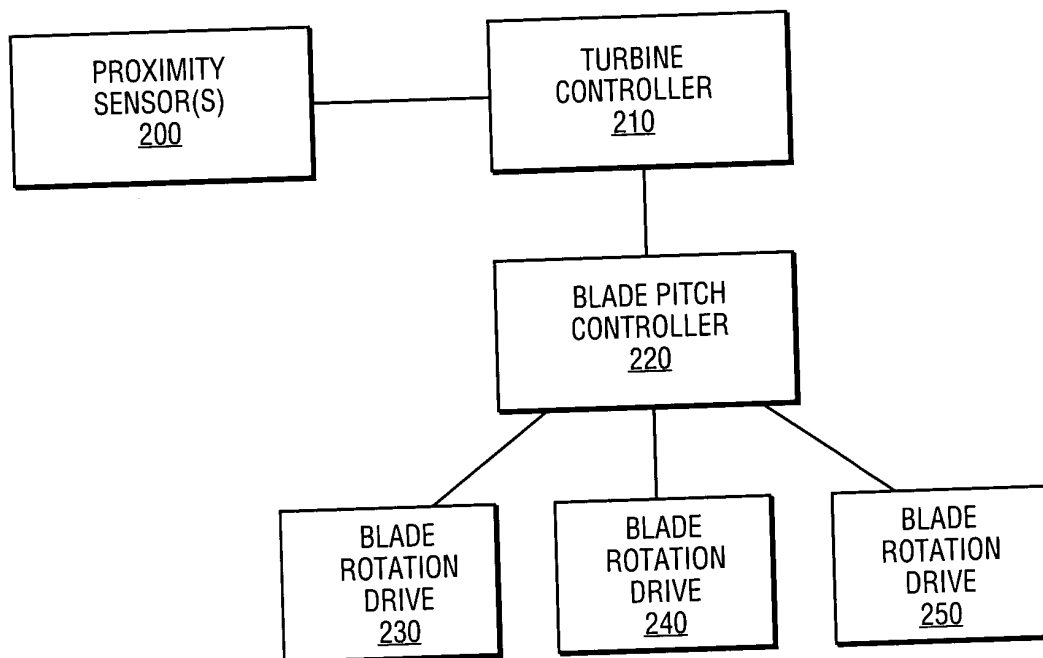 PROXIMITY
SENSOR(S)
200
TURBINE
CONTROLLER
210
BLADE PITCH
CONTROLLER
220
BLADE
ROTATION
DRIVE
230
BLADE
ROTATION
DRIVE
240
BLADE
ROTATION
DRIVE
250